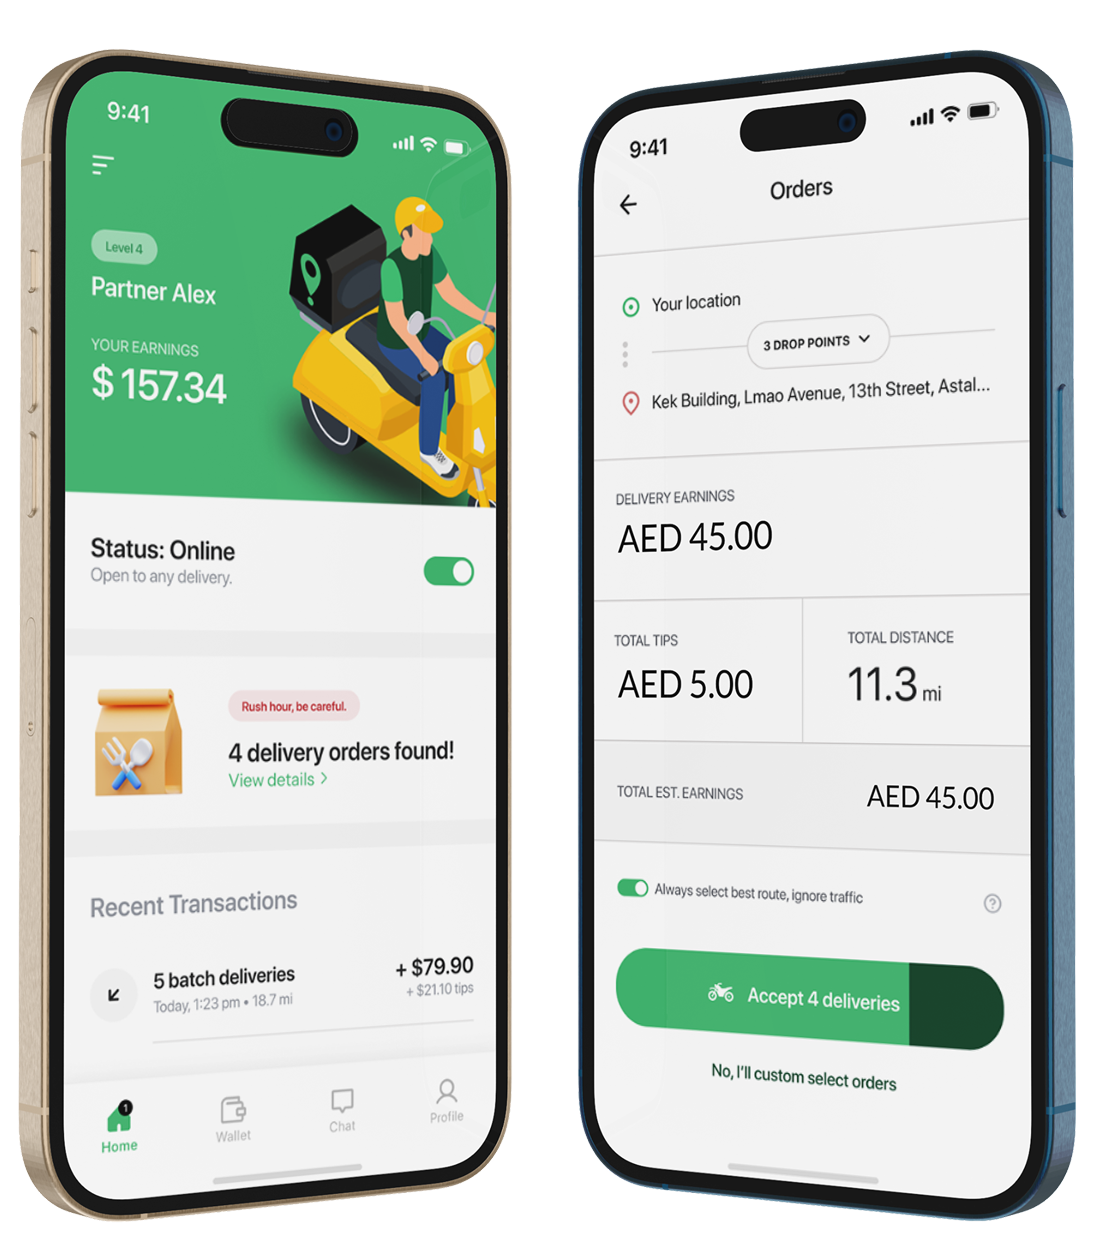 9:41
Level 4
Partner Alex
YOUR EARNINGS
$ 157.34
Status: Online
Open to any delivery.
Rush hour, be careful.
4 delivery orders found!
View details >
Recent Transactions
5 batch deliveries
+ $79.90
Today, 1:23 pm • 18.7 mi
+ $21.10 tips
1
Home
Wallet
Chat
Profile
9:41
Orders
Your location
3 DROP POINTS
Kek Building, Lmao Avenue, 13th Street, Astal...
DELIVERY EARNINGS
AED 45.00
TOTAL TIPS
AED 5.00
TOTAL DISTANCE
11.3 mi
TOTAL EST. EARNINGS
AED 45.00
Always select best route, ignore traffic
?
Accept 4 deliveries
No, I'll custom select orders